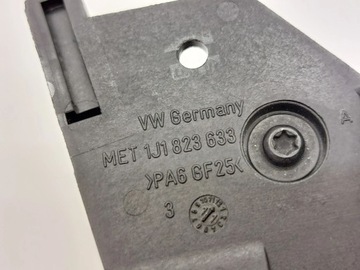 VW Germany
MET 1J1 823 633
>PA6 GF25<
3
A